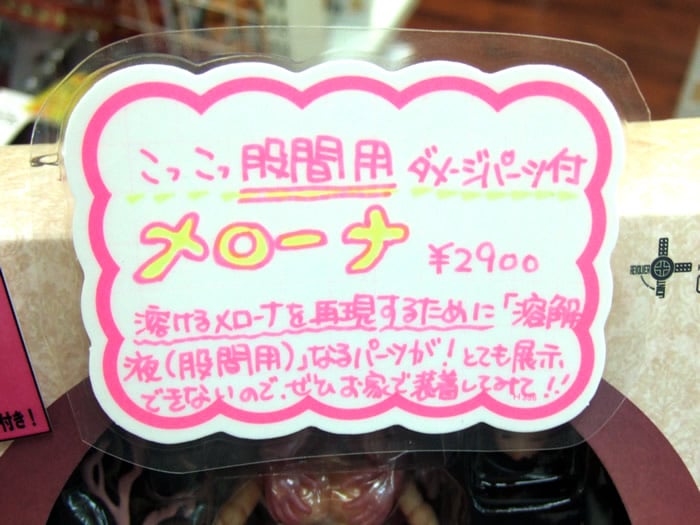 こっこっ股間用 ダメージパーツ付
メローナ ¥2900
溶けるメローナを再現するために「溶解
液(股間用)」なるパーツが!とても展示
できないので、ぜひお家で装着してみて!!
付き!
REVOLVER